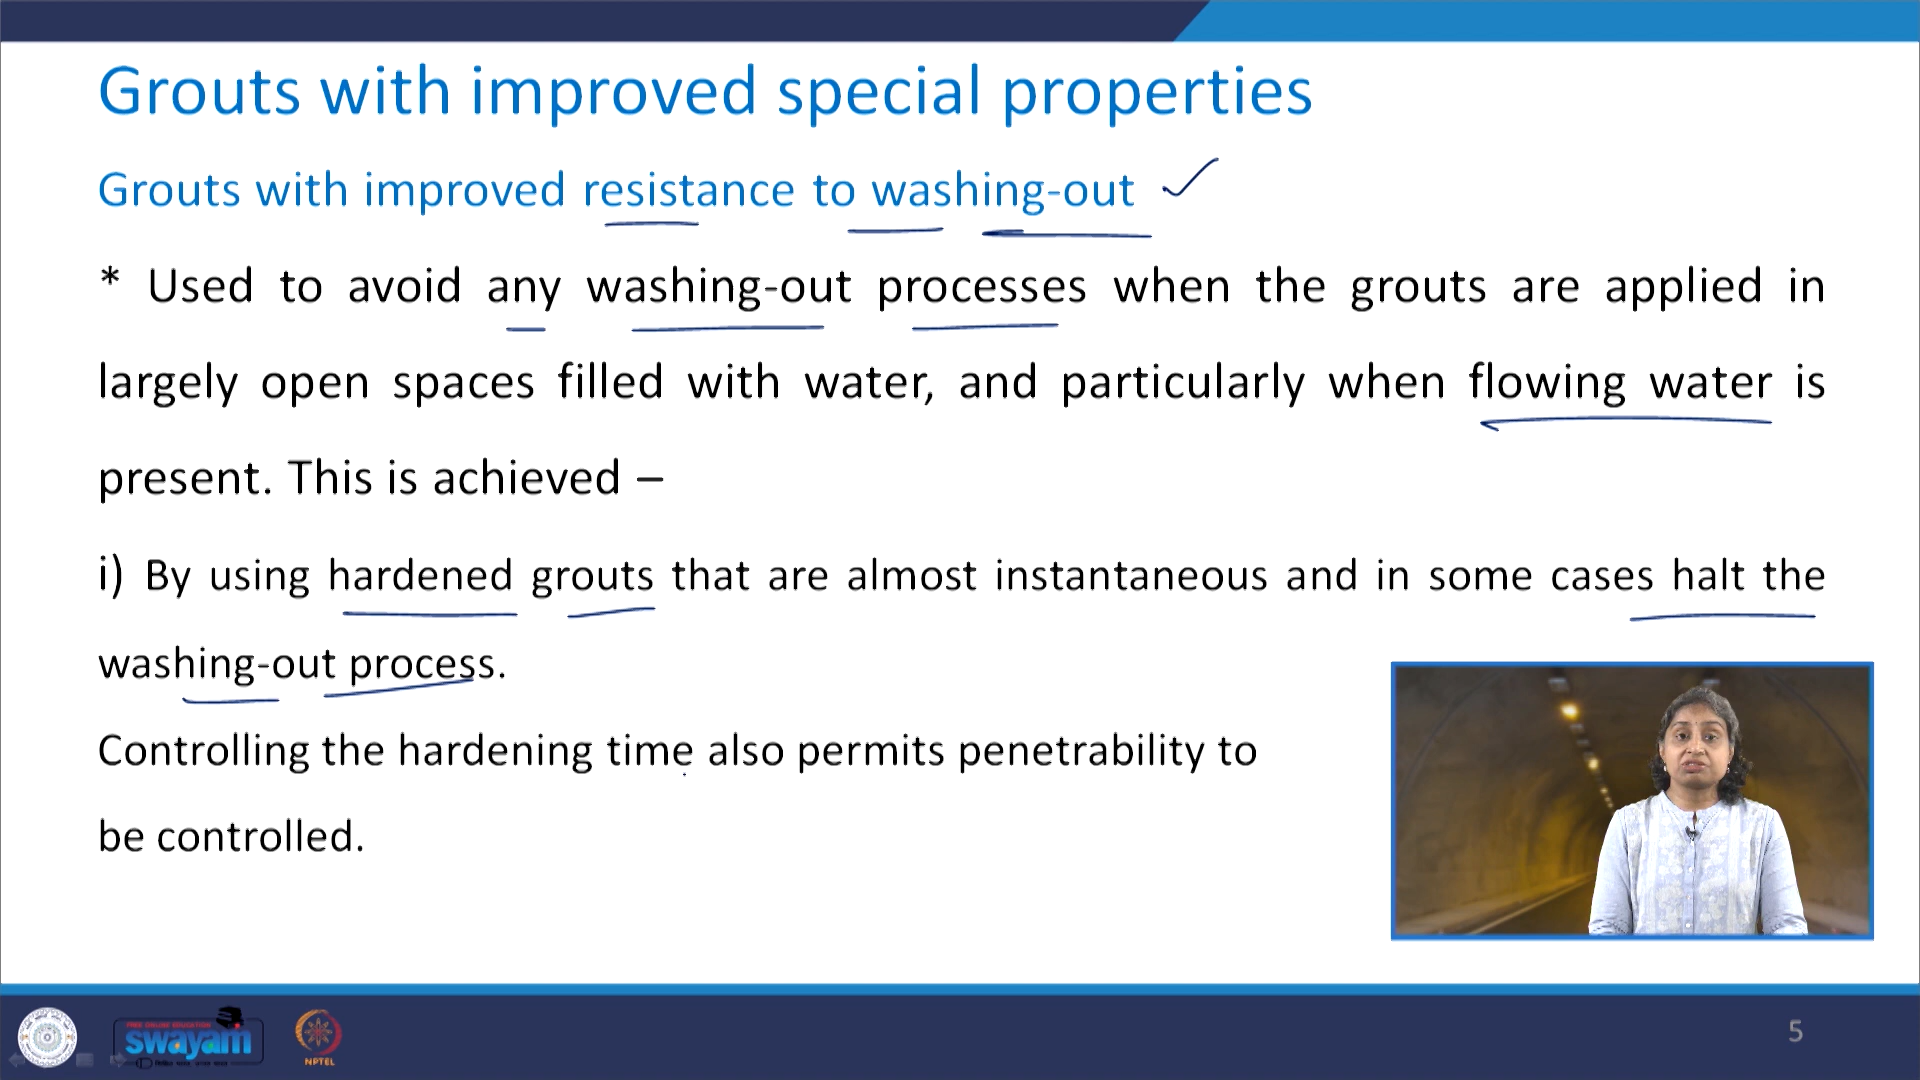 Grouts with improved special properties
Grouts with improved resistance to washing-out
* Used to avoid any washing-out processes when the grouts are applied in
largely open spaces filled with water, and particularly when flowing water is
present. This is achieved –
i) By using hardened grouts that are almost instantaneous and in some cases halt the
washing-out process.
Controlling the hardening time also permits penetrability to
be controlled.
FREE ONLINE EDUCATION
swayam
NPTEL
5